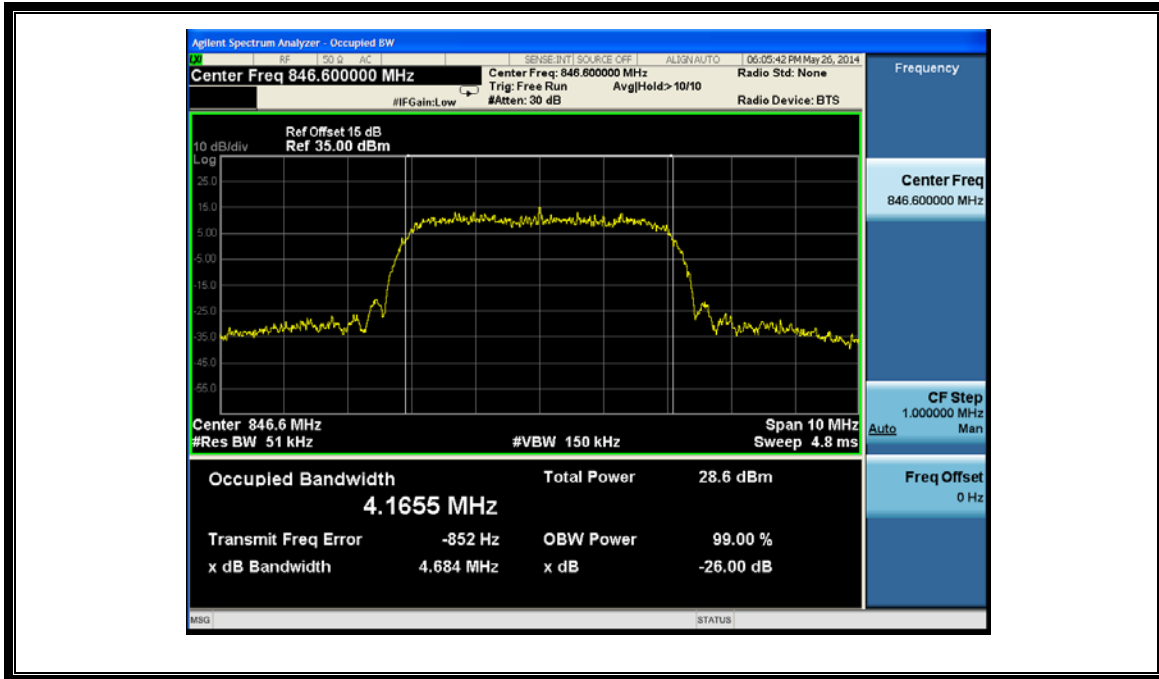 Agilent Spectrum Analyzer - Occupied BW
LXI RF 50 Ω AC SENSE:INT SOURCE OFF ALIGNAUTO 06:05:42 PM May 26, 2014
Center Freq 846.600000 MHz
Center Freq: 846.600000 MHz Radio Std: None
Trig: Free Run Avg|Hold:> 10/10
#IFGain:Low #Atten: 30 dB Radio Device: BTS
Ref Offset 15 dB
10 dB/div Ref 35.00 dBm
Log
25.0
15.0
5.00
-5.00
-15.0
-25.0
-35.0
-45.0
-55.0
Center 846.6 MHz Span 10 MHz
#Res BW 51 kHz #VBW 150 kHz Sweep 4.8 ms
Occupied Bandwidth Total Power 28.6 dBm
4.1655 MHz
Transmit Freq Error -852 Hz OBW Power 99.00 %
x dB Bandwidth 4.684 MHz x dB -26.00 dB
MSG STATUS
Frequency
Center Freq
846.600000 MHz
CF Step
1.000000 MHz
Auto Man
Freq Offset
0 Hz